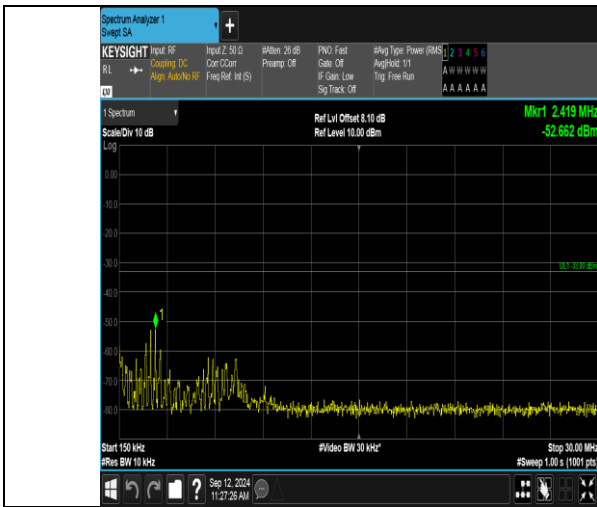 Spectrum Analyzer 1
Swept SA
+
KEYSIGHT
RL
LXI
Input: RF
Coupling: DC
Align: Auto/No RF
Input Z: 50 Ω
Corr CCorr
Freq Ref: Int (S)
#Atten: 26 dB
Preamp: Off
PNO: Fast
Gate: Off
IF Gain: Low
Sig Track: Off
#Avg Type: Power (RMS
Avg|Hold: 1/1
Trig: Free Run
1 2 3 4 5 6
A W W W W W
A A A A A A
1 Spectrum
Scale/Div 10 dB
Log
Ref Lvl Offset 8.10 dB
Ref Level 10.00 dBm
Mkr1 2.419 MHz
-52.662 dBm
0.00
-10.0
-20.0
-30.0
DL1 -33.00 dBm
-40.0
1
-50.0
-60.0
-70.0
-80.0
Start 150 kHz
#Res BW 10 kHz
#Video BW 30 kHz*
Stop 30.00 MHz
#Sweep 1.00 s (1001 pts)
?
Sep 12, 2024
11:27:26 AM